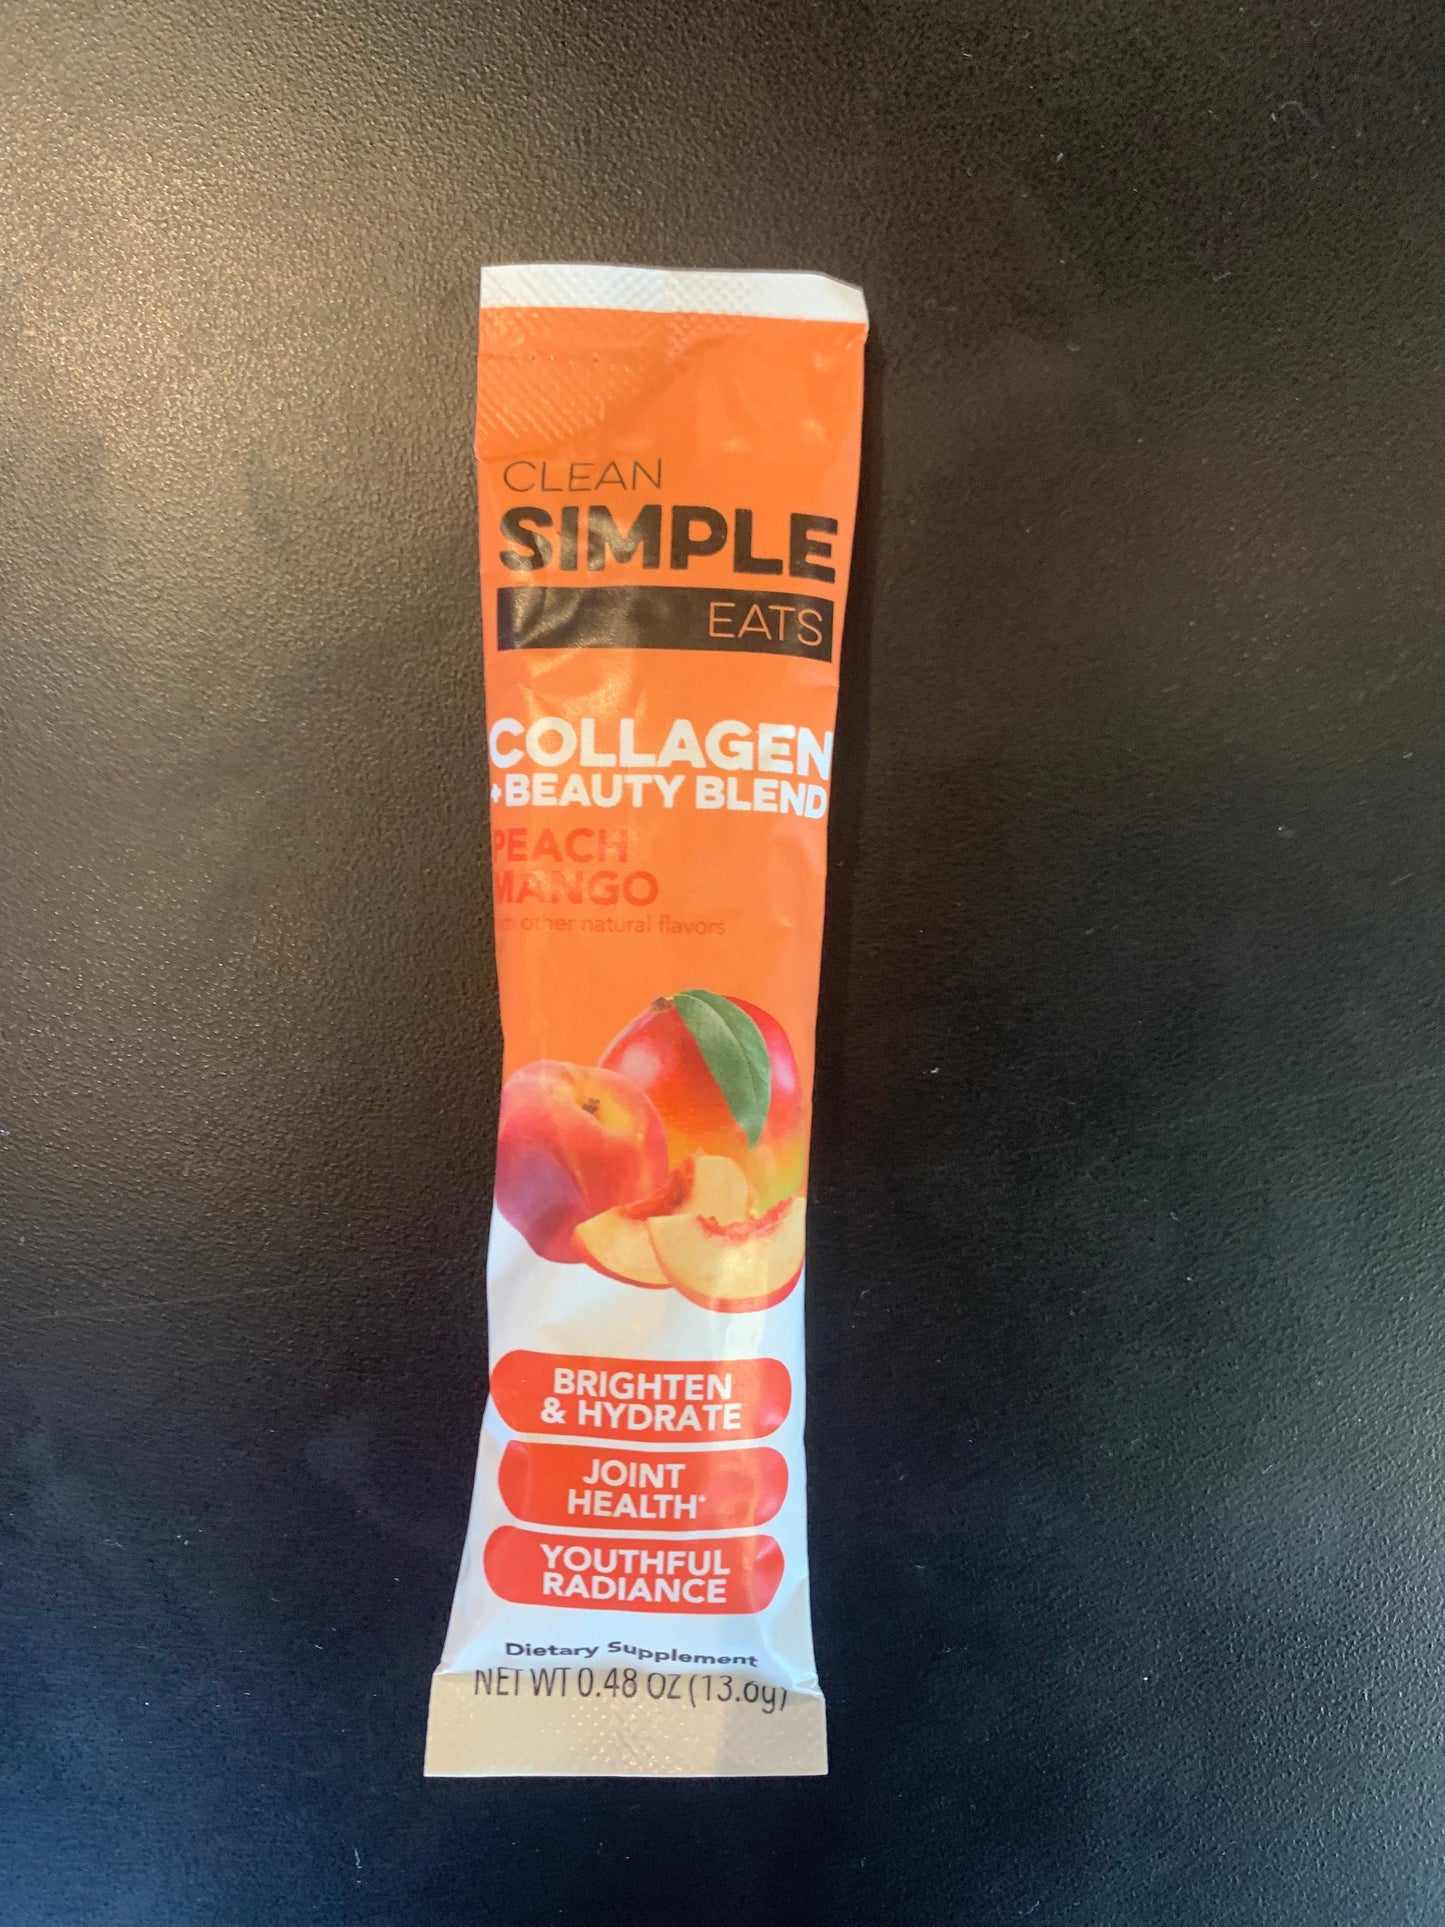 CLEAN
SIMPLE
EATS
COLLAGEN
+BEAUTY BLEND
PEACH
MANGO
other natural flavors
BRIGHTEN
& HYDRATE
JOINT
HEALTH*
YOUTHFUL
RADIANCE
Dietary Supplement
NET WT 0.48 OZ (13.6g)